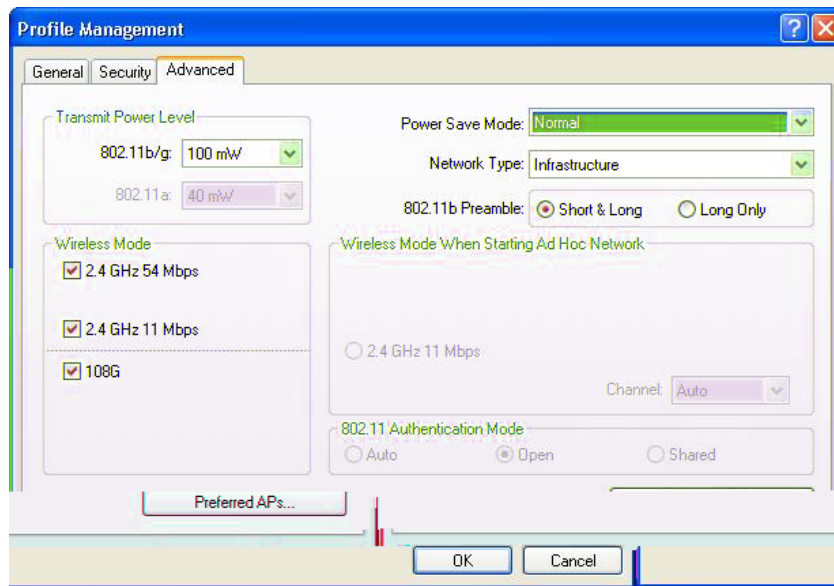 Profile Management
General Security Advanced
Transmit Power Level
802.11b/g: 100 mW
802.11a: 40 mW
Power Save Mode: Normal
Network Type: Infrastructure
802.11b Preamble: Short & Long Long Only
Wireless Mode
2.4 GHz 54 Mbps
2.4 GHz 11 Mbps
108G
Wireless Mode When Starting Ad Hoc Network
2.4 GHz 11 Mbps
Channel: Auto
802.11 Authentication Mode
Auto Open Shared
Preferred APs...
OK Cancel